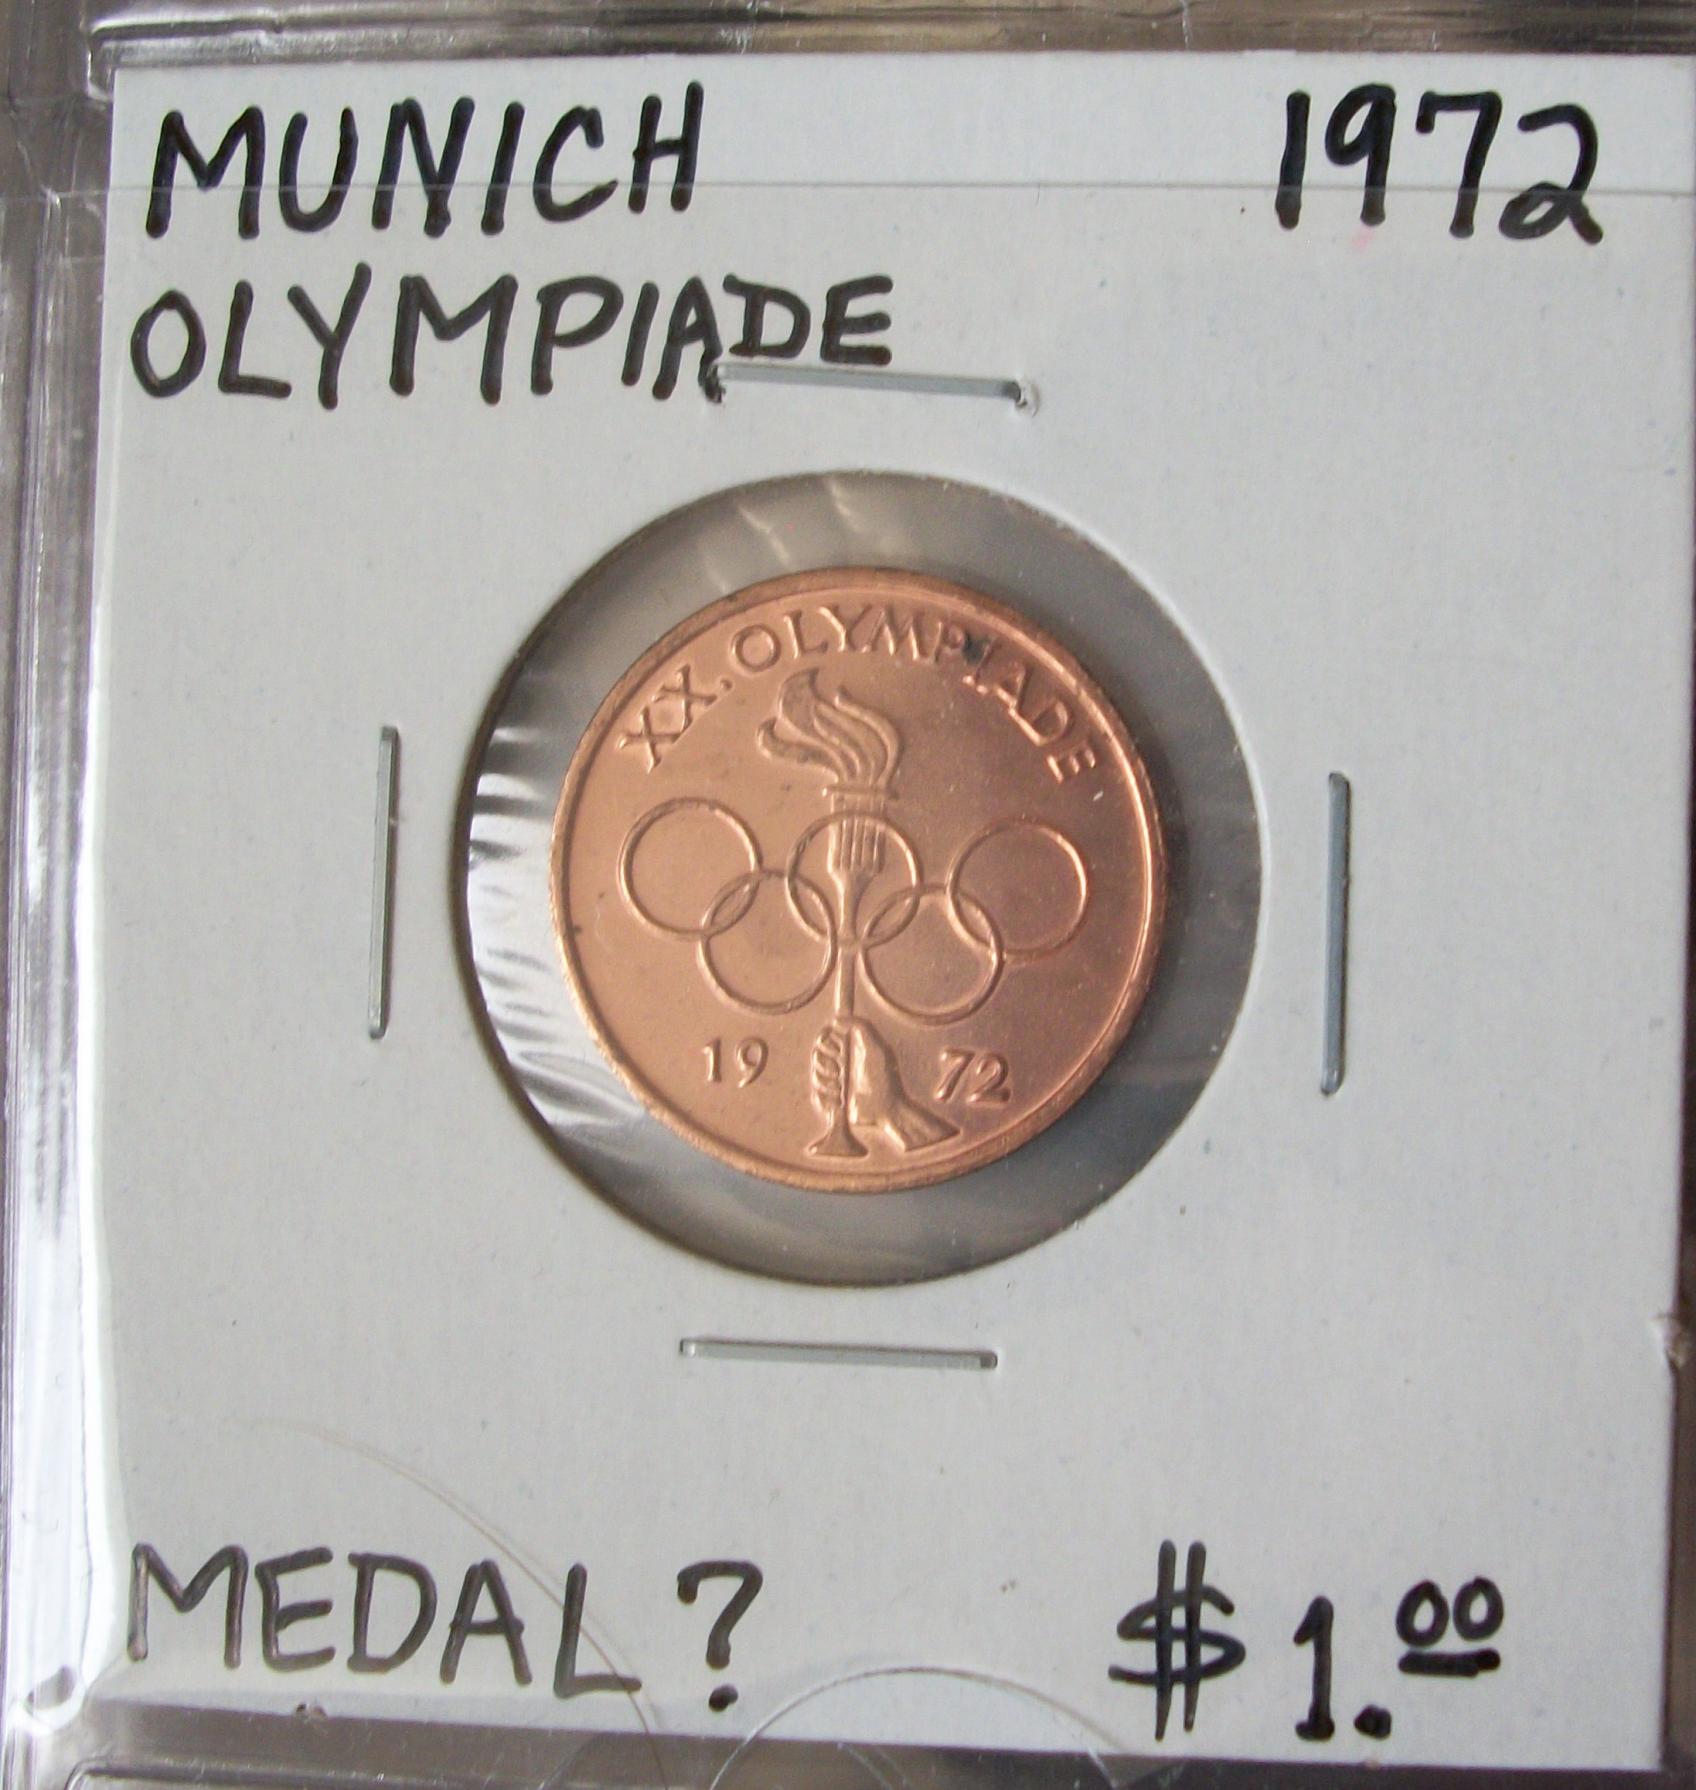 MUNICH 1972
OLYMPIADE
XX. OLYMPIADE
19 72
MEDAL? $1.00